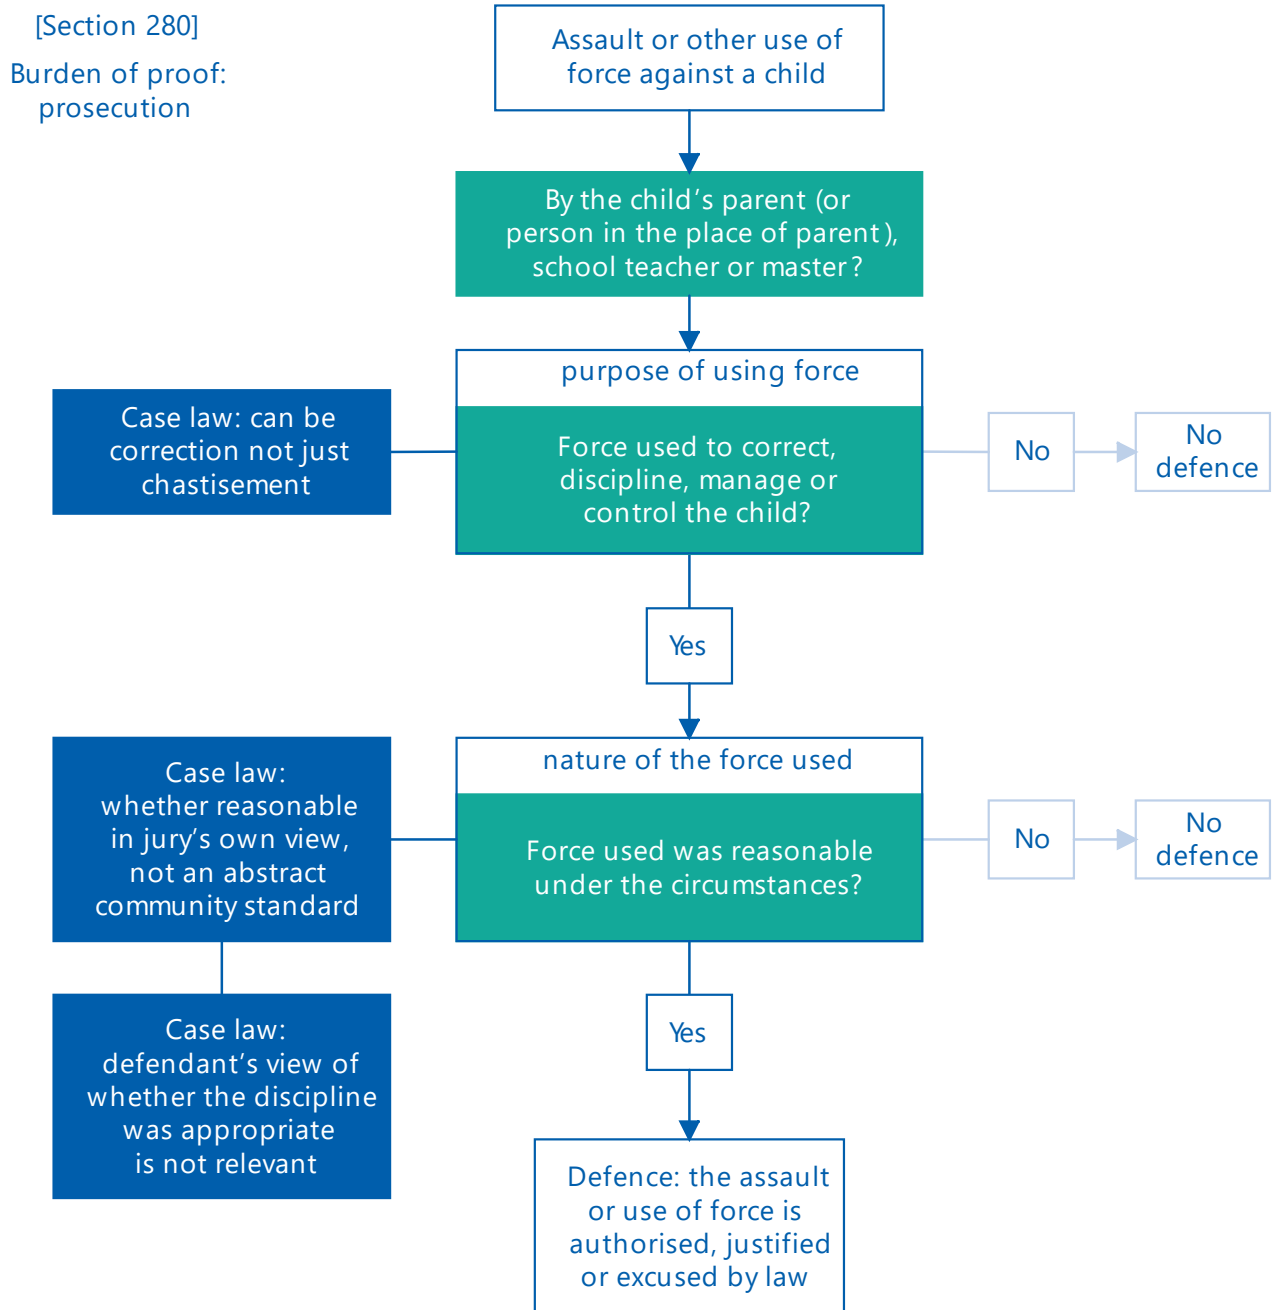 [Section 280]
Burden of proof:
prosecution
Assault or other use of
force against a child
By the child’s parent (or
person in the place of parent),
school teacher or master?
purpose of using force
Case law: can be
correction not just
chastisement
Force used to correct,
discipline, manage or
control the child?
No
No
defence
Yes
nature of the force used
Case law:
whether reasonable
in jury’s own view,
not an abstract
community standard
Force used was reasonable
under the circumstances?
No
No
defence
Case law:
defendant’s view of
whether the discipline
was appropriate
is not relevant
Yes
Defence: the assault
or use of force is
authorised, justified
or excused by law